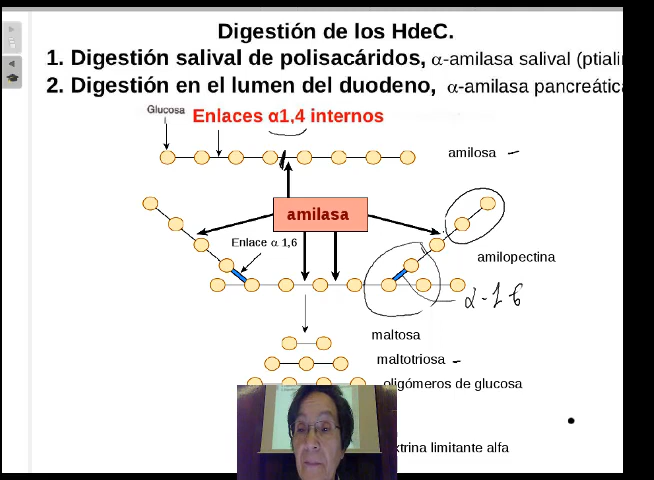 Digestión de los HdeC.
1. Digestión salival de polisacáridos, α-amilasa salival (ptiali
2. Digestión en el lumen del duodeno, α-amilasa pancreátic
Glucosa
Enlaces α1,4 internos
amilosa
amilasa
Enlace α 1,6
amilopectina
α-1-6
maltosa
maltotriosa
oligómeros de glucosa
xtrina limitante alfa